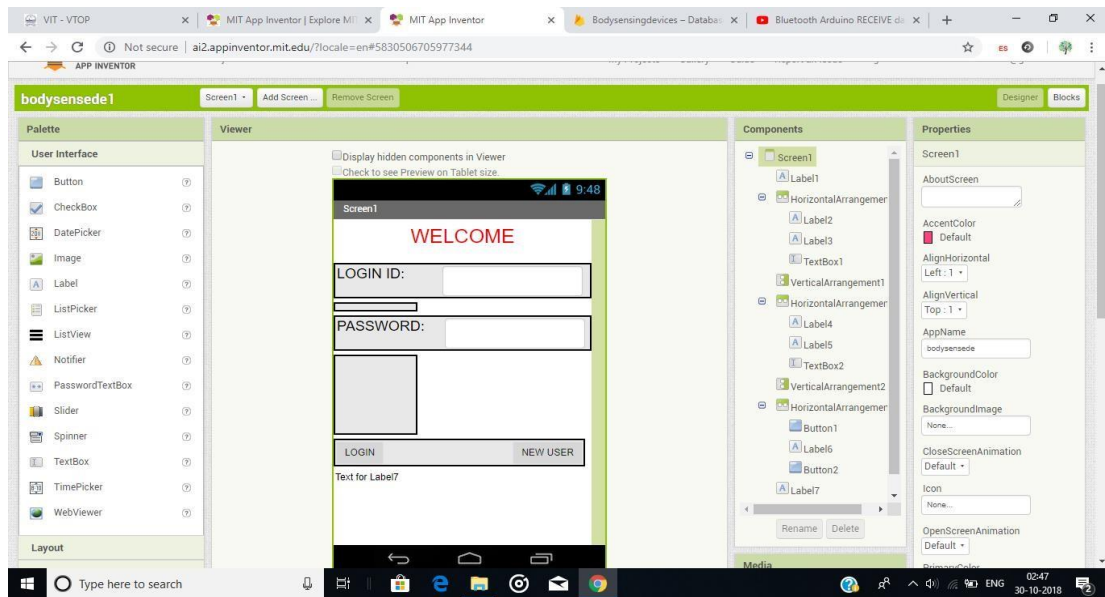 VIT - VTOP
MIT App Inventor | Explore MIT
MIT App Inventor
Bodysensingdevices – Databas
Bluetooth Arduino RECEIVE da
Not secure | ai2.appinventor.mit.edu/?locale=en#5830506705977344
ES
APP INVENTOR
bodysensede1
Screen1
Add Screen ...
Remove Screen
Designer
Blocks
Palette
User Interface
Button
CheckBox
DatePicker
Image
Label
ListPicker
ListView
Notifier
PasswordTextBox
Slider
Spinner
TextBox
TimePicker
WebViewer
Layout
Viewer
Display hidden components in Viewer
Check to see Preview on Tablet size.
9:48
Screen1
WELCOME
LOGIN ID:
PASSWORD:
LOGIN
NEW USER
Text for Label7
Components
Screen1
Label1
HorizontalArrangemer
Label2
Label3
TextBox1
VerticalArrangement1
HorizontalArrangemer
Label4
Label5
TextBox2
VerticalArrangement2
HorizontalArrangemer
Button1
Label6
Button2
Label7
Rename
Delete
Media
Properties
Screen1
AboutScreen
AccentColor
Default
AlignHorizontal
Left : 1
AlignVertical
Top : 1
AppName
bodysensede
BackgroundColor
Default
BackgroundImage
None...
CloseScreenAnimation
Default
Icon
None...
OpenScreenAnimation
Default
PrimaryColor
Type here to search
ENG
02:47
30-10-2018